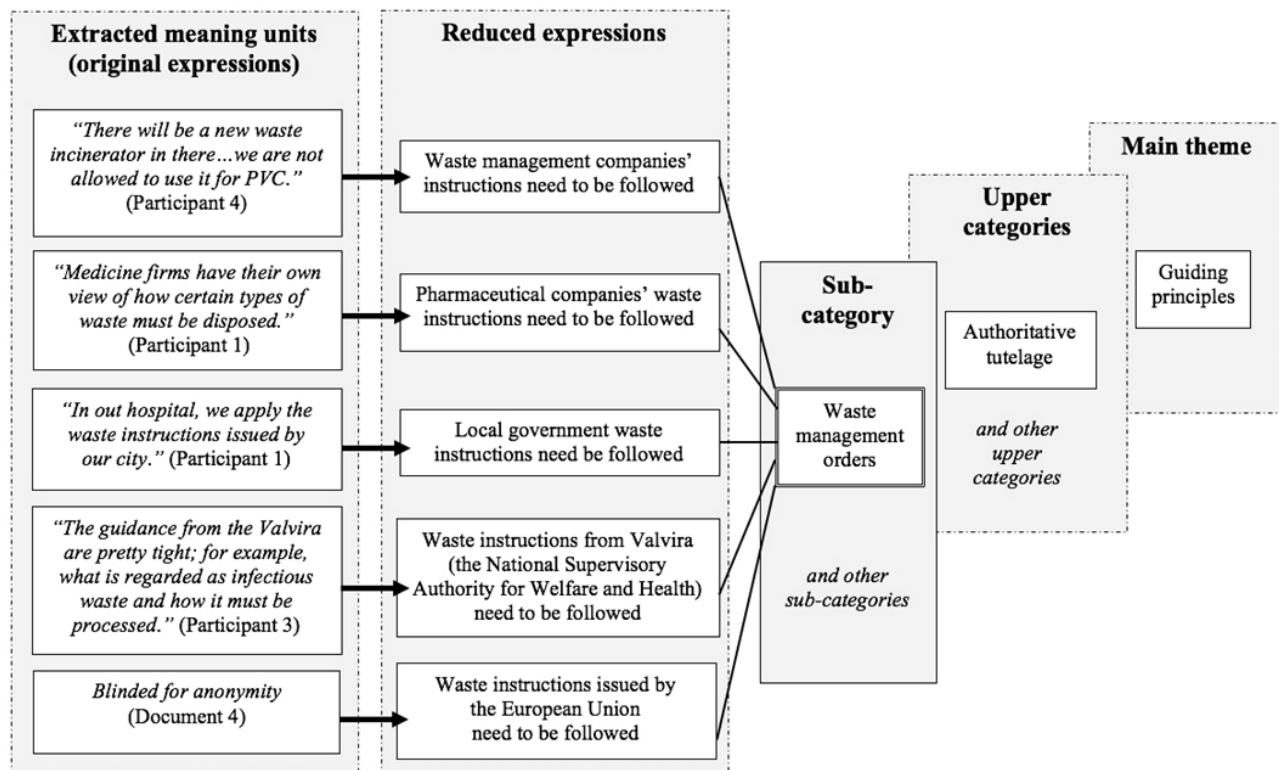 Extracted meaning units
(original expressions)
“There will be a new waste
incinerator in there…we are not
allowed to use it for PVC.”
(Participant 4)
“Medicine firms have their own
view of how certain types of
waste must be disposed.”
(Participant 1)
“In out hospital, we apply the
waste instructions issued by
our city.” (Participant 1)
“The guidance from the Valvira
are pretty tight; for example,
what is regarded as infectious
waste and how it must be
processed.” (Participant 3)
Blinded for anonymity
(Document 4)
Reduced expressions
Waste management companies’
instructions need to be followed
Pharmaceutical companies’ waste
instructions need to be followed
Local government waste
instructions need be followed
Waste instructions from Valvira
(the National Supervisory
Authority for Welfare and Health)
need to be followed
Waste instructions issued by
the European Union
need to be followed
Sub-
category
Waste
management
orders
and other
sub-categories
Upper
categories
Authoritative
tutelage
and other
upper
categories
Main theme
Guiding
principles